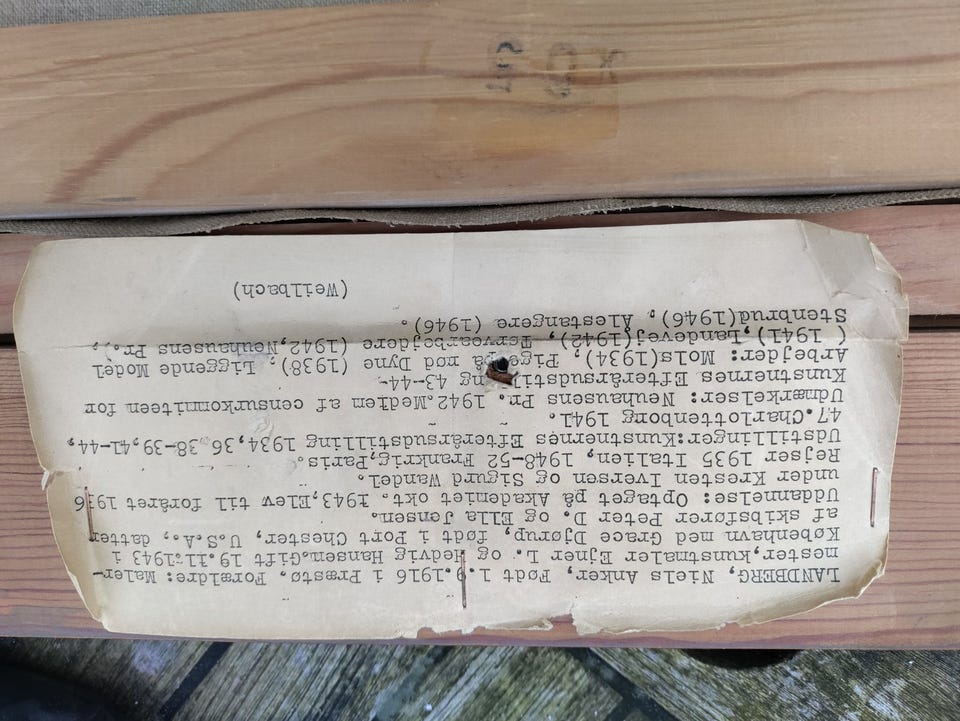 LANDBERG, Niels Anker, Født 1.9.1916 i Præstø. Forældre: Maler-
mester, kunstmaler Ejner L. og Hedvig Hansen.Gift 19.11.1943 i
København med Grace Djørup, født i Port Chester, U.S.A., datter
af skibsfører Peter D. og Ella Jensen.
Uddannelse: Optaget på Akademiet okt. 1943,Elev till foråret 1936
under Kresten Iversen og Sigurd Wandel.
Rejser 1935 Italien, 1948-52 Frankrig,Paris.
Udstillinger:Kunstnernes Efterårsudstilling 1934,36,38-39,41-44,
47.Charlottenborg 1941.
Udmærkelser: Neuhausens Pr. 1942.Medlem af censurkommiteen for
Kunstnernes Efterårsudstilling 43-44-
Arbejder: Mols(1934), Pige på rød Dyne (1938), Liggende Model
( 1941),Landevej(1942), Tørvearbejdere (1942,Neuhausens Pr.),
Stenbrud(1946), Ålestangere (1946).
(Weilbach)